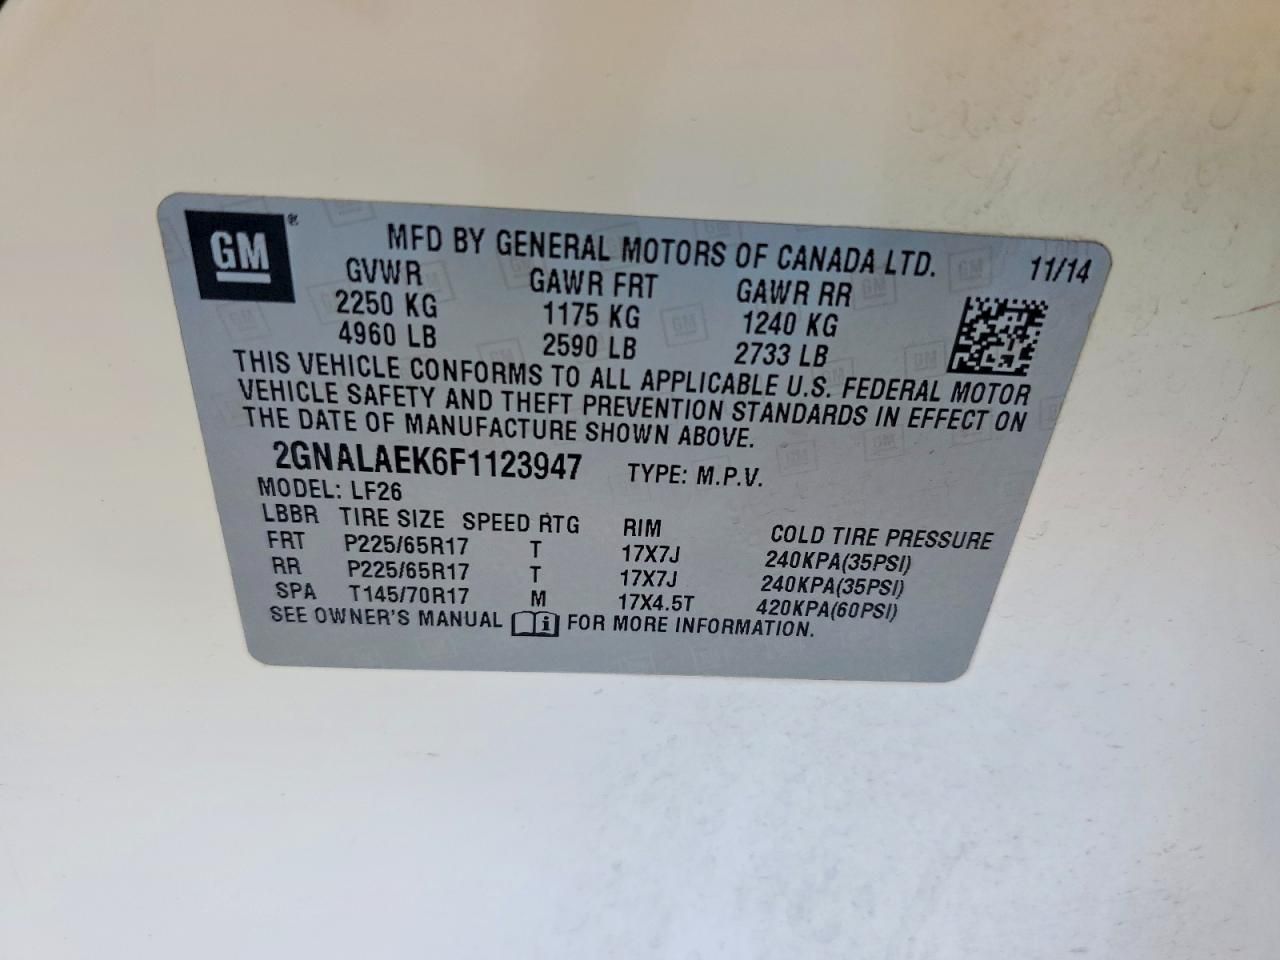 GM®
MFD BY GENERAL MOTORS OF CANADA LTD. 11/14
GVWR GAWR FRT GAWR RR
2250 KG 1175 KG 1240 KG
4960 LB 2590 LB 2733 LB
THIS VEHICLE CONFORMS TO ALL APPLICABLE U.S. FEDERAL MOTOR
VEHICLE SAFETY AND THEFT PREVENTION STANDARDS IN EFFECT ON
THE DATE OF MANUFACTURE SHOWN ABOVE.
2GNALAEK6F1123947 TYPE: M.P.V.
MODEL: LF26
LBBR TIRE SIZE SPEED RTG RIM COLD TIRE PRESSURE
FRT P225/65R17 T 17X7J 240KPA(35PSI)
RR P225/65R17 T 17X7J 240KPA(35PSI)
SPA T145/70R17 M 17X4.5T 420KPA(60PSI)
SEE OWNER'S MANUAL i FOR MORE INFORMATION.